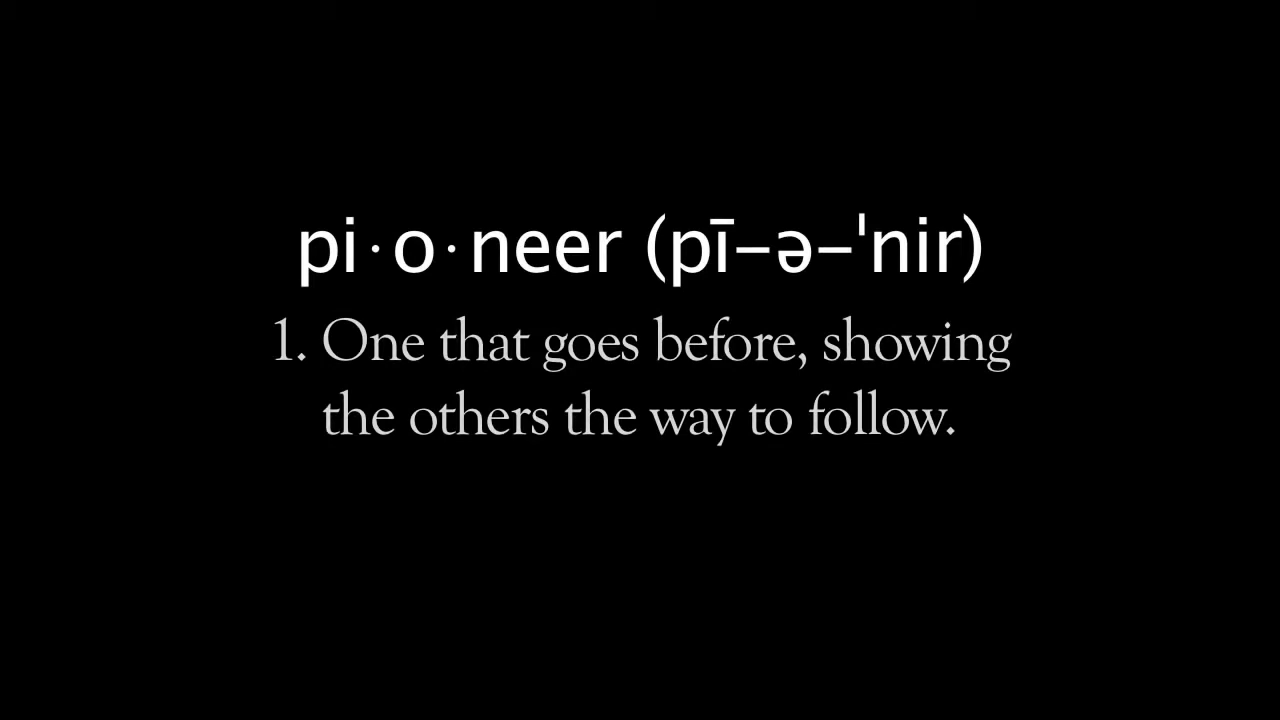 pi·o·neer (pī–ə–ˈnir)
1. One that goes before, showing
the others the way to follow.